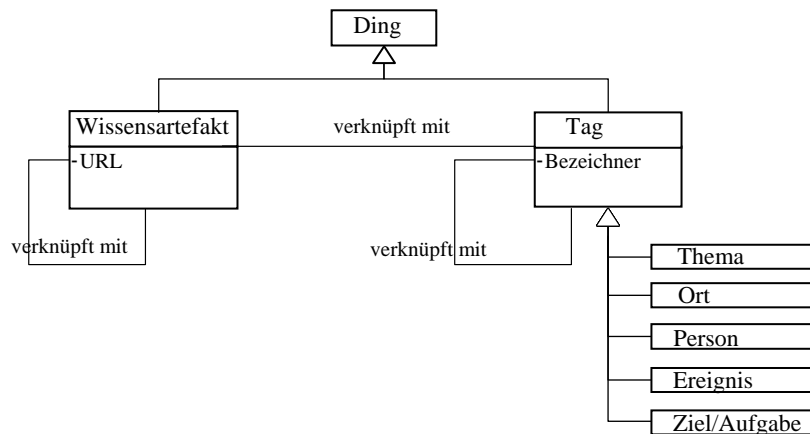 Ding
Wissensartefakt
verknüpft mit
Tag
-URL
-Bezeichner
verknüpft mit
verknüpft mit
Thema
Ort
Person
Ereignis
Ziel/Aufgabe